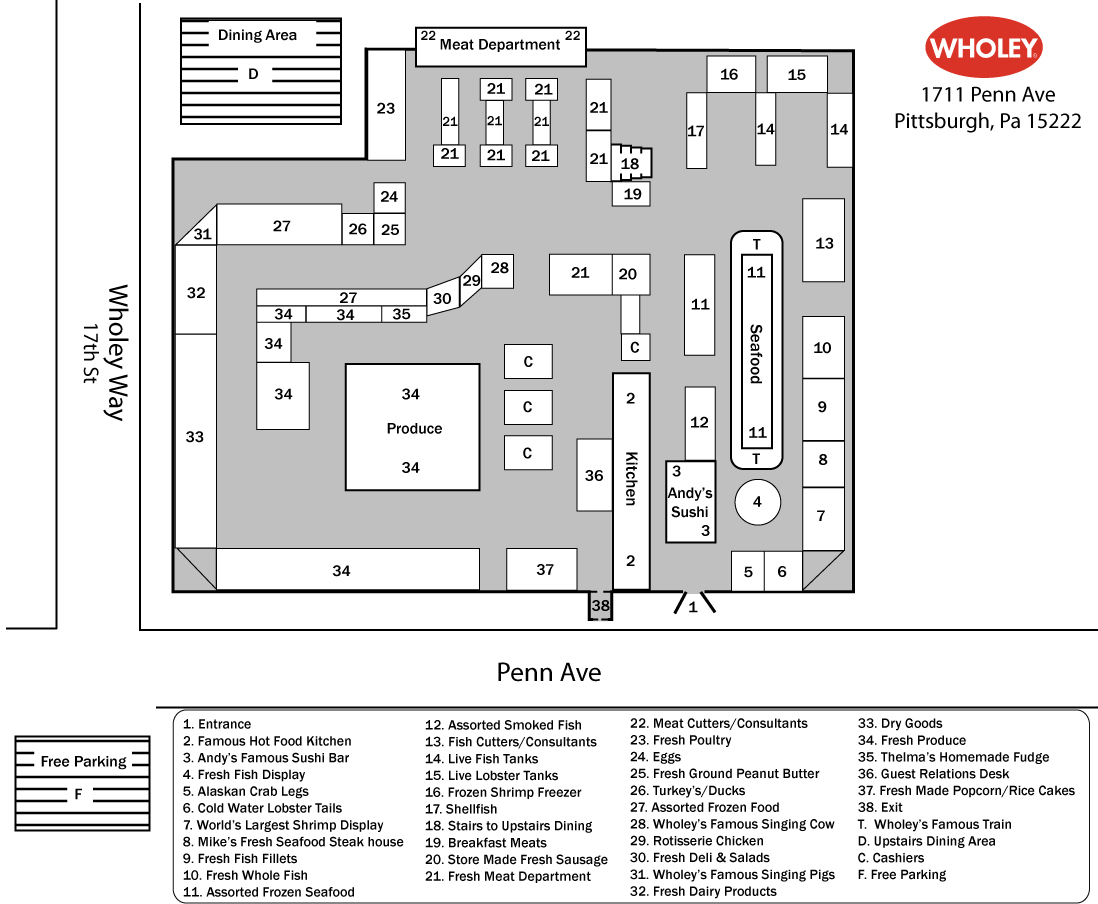 Dining Area
D
22 Meat Department 22
WHOLEY
1711 Penn Ave
Pittsburgh, Pa 15222
16 15
23
21 21
21 21 21 21
17 14 14
21 21 21
21 18
19
24
27 26 25
31
13
T
28
29
21 20
11
32
27 30
11
34 34 35
34
C
C
10
Seafood
34
34
2
C
9
12
Produce
11
33
C
T
8
34
36
Kitchen
3
Andy's
Sushi
3
4
7
2
34
37
5 6
38
1
Wholey Way
17th St
Penn Ave
Free Parking
F
1. Entrance
2. Famous Hot Food Kitchen
3. Andy's Famous Sushi Bar
4. Fresh Fish Display
5. Alaskan Crab Legs
6. Cold Water Lobster Tails
7. World's Largest Shrimp Display
8. Mike's Fresh Seafood Steak house
9. Fresh Fish Fillets
10. Fresh Whole Fish
11. Assorted Frozen Seafood
12. Assorted Smoked Fish
13. Fish Cutters/Consultants
14. Live Fish Tanks
15. Live Lobster Tanks
16. Frozen Shrimp Freezer
17. Shellfish
18. Stairs to Upstairs Dining
19. Breakfast Meats
20. Store Made Fresh Sausage
21. Fresh Meat Department
22. Meat Cutters/Consultants
23. Fresh Poultry
24. Eggs
25. Fresh Ground Peanut Butter
26. Turkey's/Ducks
27. Assorted Frozen Food
28. Wholey's Famous Singing Cow
29. Rotisserie Chicken
30. Fresh Deli & Salads
31. Wholey's Famous Singing Pigs
32. Fresh Dairy Products
33. Dry Goods
34. Fresh Produce
35. Thelma's Homemade Fudge
36. Guest Relations Desk
37. Fresh Made Popcorn/Rice Cakes
38. Exit
T. Wholey's Famous Train
D. Upstairs Dining Area
C. Cashiers
F. Free Parking